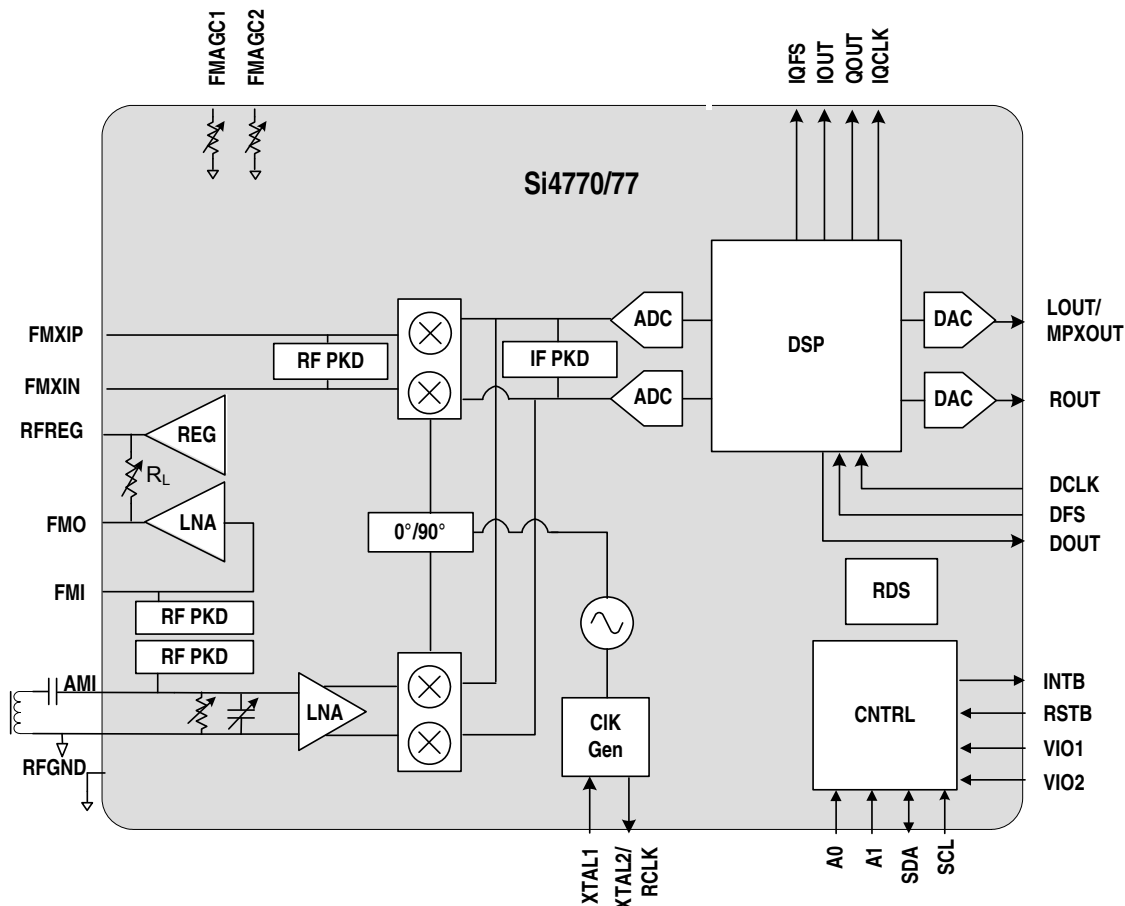 FMAGC1
FMAGC2
IQFS
IOUT
QOUT
IQCLK
Si4770/77
FMXIP
RF PKD
FMXIN
IF PKD
ADC
ADC
DSP
DAC
LOUT/
MPXOUT
DAC
ROUT
RFREG
REG
RL
FMO
LNA
0°/90°
DCLK
DFS
DOUT
FMI
RF PKD
RF PKD
RDS
AMI
LNA
RFGND
ClK
Gen
CNTRL
INTB
RSTB
VIO1
VIO2
XTAL1
XTAL2/
RCLK
A0
A1
SDA
SCL